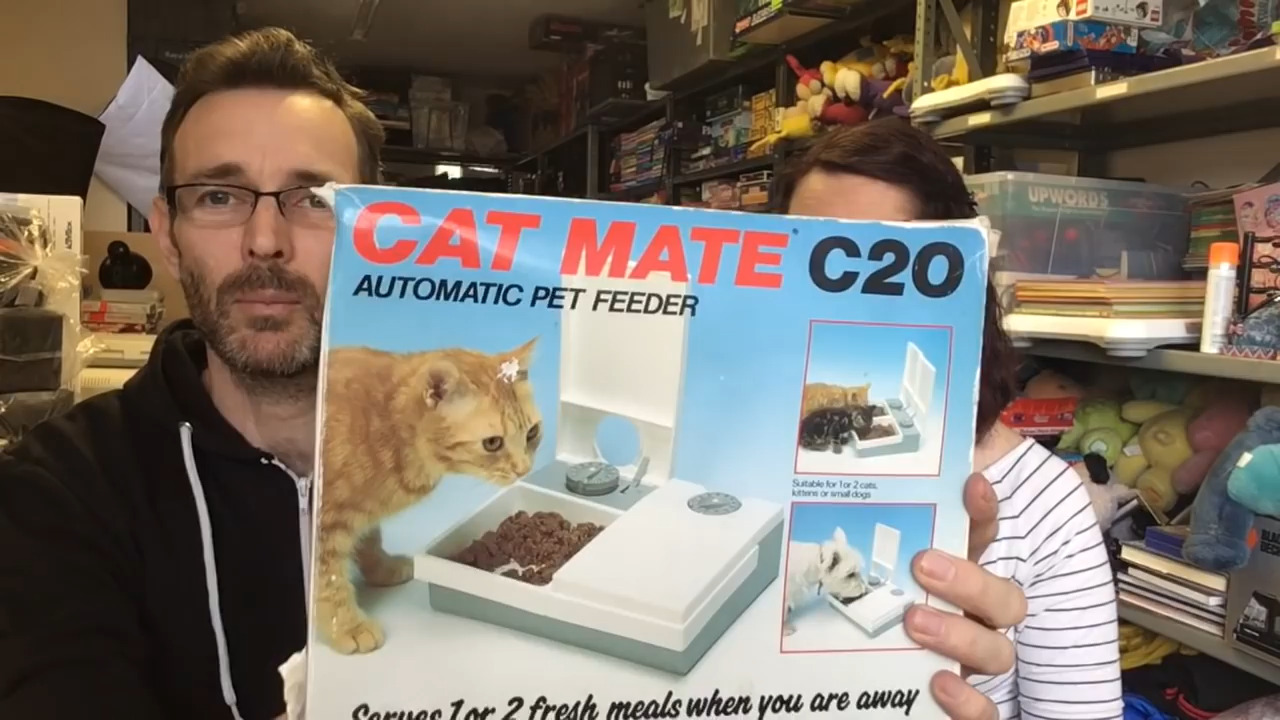 CAT MATE C20
AUTOMATIC PET FEEDER
Suitable for 1 or 2 cats,
kittens or small dogs
Serves 1 or 2 fresh meals when you are away
UPWORDS